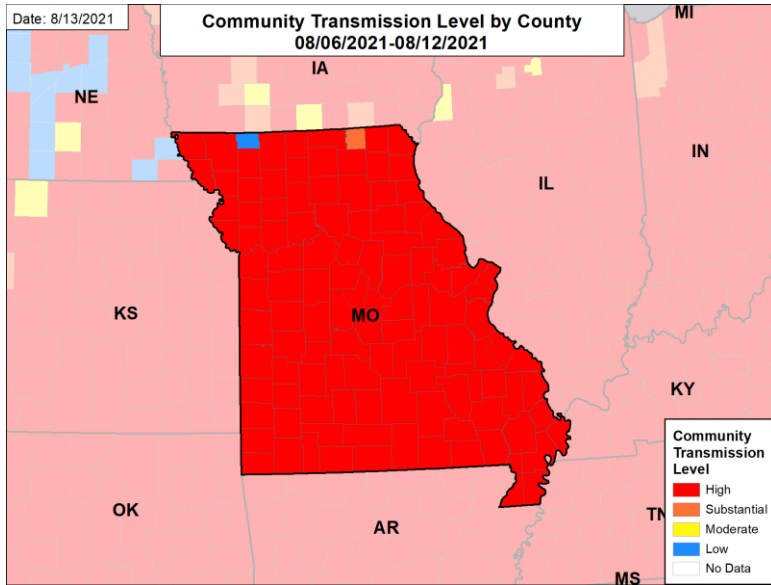 Date: 8/13/2021
Community Transmission Level by County
08/06/2021-08/12/2021
MI
IA
NE
IN
IL
KS
MO
KY
OK
AR
TN
MS
Community
Transmission
Level
High
Substantial
Moderate
Low
No Data